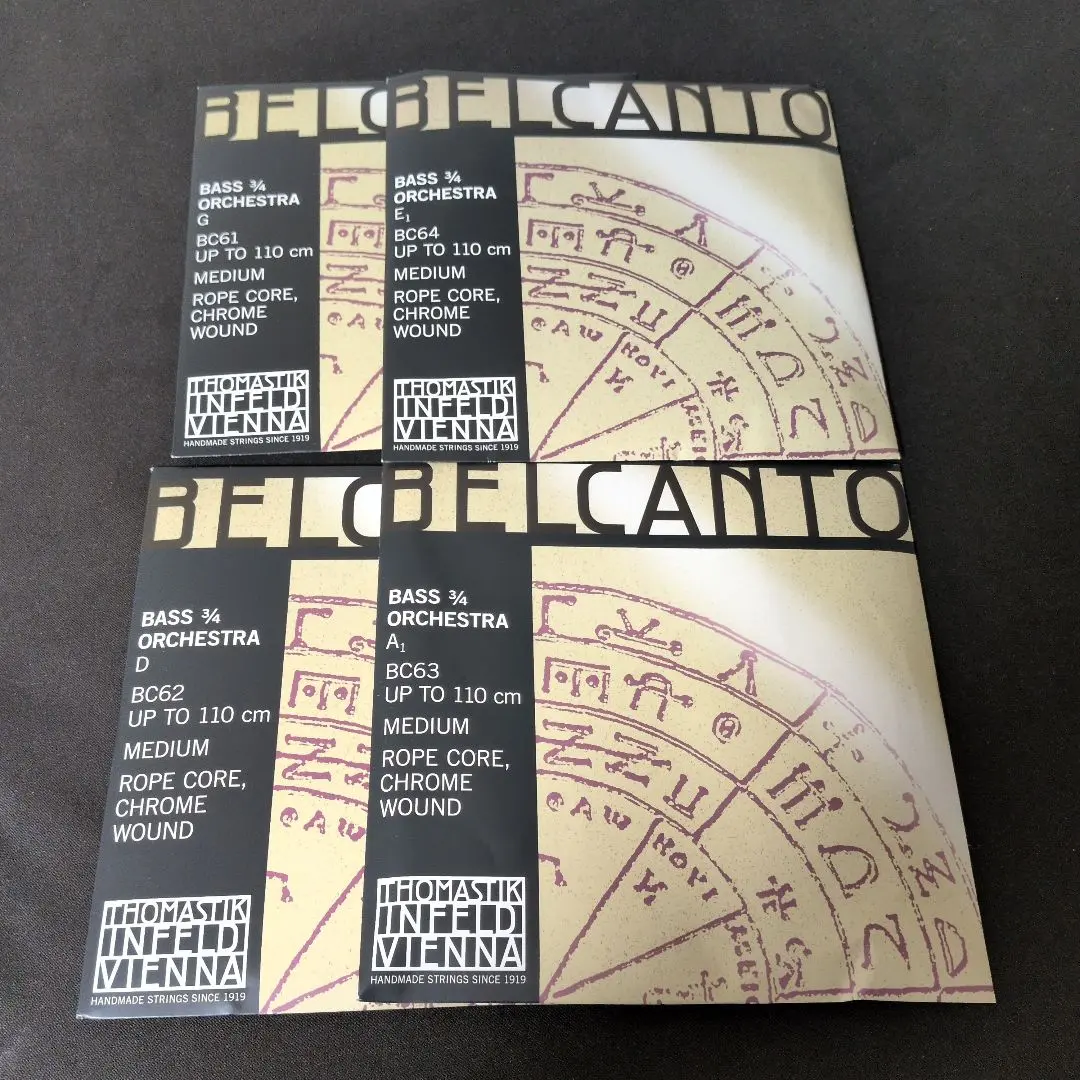 BELC
BASS ¾
ORCHESTRA
G
BC61
UP TO 110 cm
MEDIUM
ROPE CORE,
CHROME
WOUND
THOMASTIK
INFELD
VIENNA
HANDMADE STRINGS SINCE 1919
BELCANTO
BASS ¾
ORCHESTRA
E₁
BC64
UP TO 110 cm
MEDIUM
ROPE CORE,
CHROME
WOUND
THOMASTIK
INFELD
VIENNA
HANDMADE STRINGS SINCE 1919
BELC
BASS ¾
ORCHESTRA
D
BC62
UP TO 110 cm
MEDIUM
ROPE CORE,
CHROME
WOUND
THOMASTIK
INFELD
VIENNA
HANDMADE STRINGS SINCE 1919
BELCANTO
BASS ¾
ORCHESTRA
A₁
BC63
UP TO 110 cm
MEDIUM
ROPE CORE,
CHROME
WOUND
THOMASTIK
INFELD
VIENNA
HANDMADE STRINGS SINCE 1919